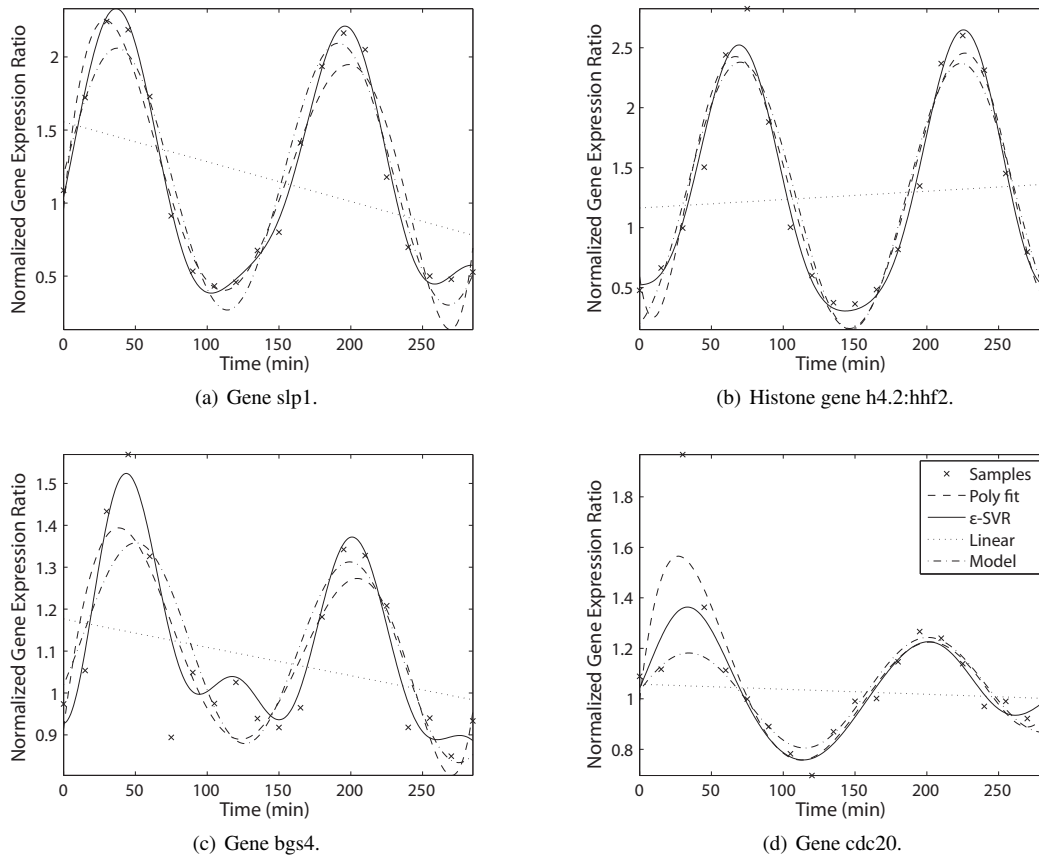 2
1.5
1
0.5
Normalized Gene Expression Ratio
0 50 100 150 200 250
Time (min)
(a) Gene slp1.
2.5
2
1.5
1
0.5
Normalized Gene Expression Ratio
0 50 100 150 200 250
Time (min)
(b) Histone gene h4.2:hhf2.
1.5
1.4
1.3
1.2
1.1
1
0.9
Normalized Gene Expression Ratio
0 50 100 150 200 250
Time (min)
(c) Gene bgs4.
1.8
1.6
1.4
1.2
1
0.8
Normalized Gene Expression Ratio
Samples
Poly fit
ε-SVR
Linear
Model
0 50 100 150 200 250
Time (min)
(d) Gene cdc20.